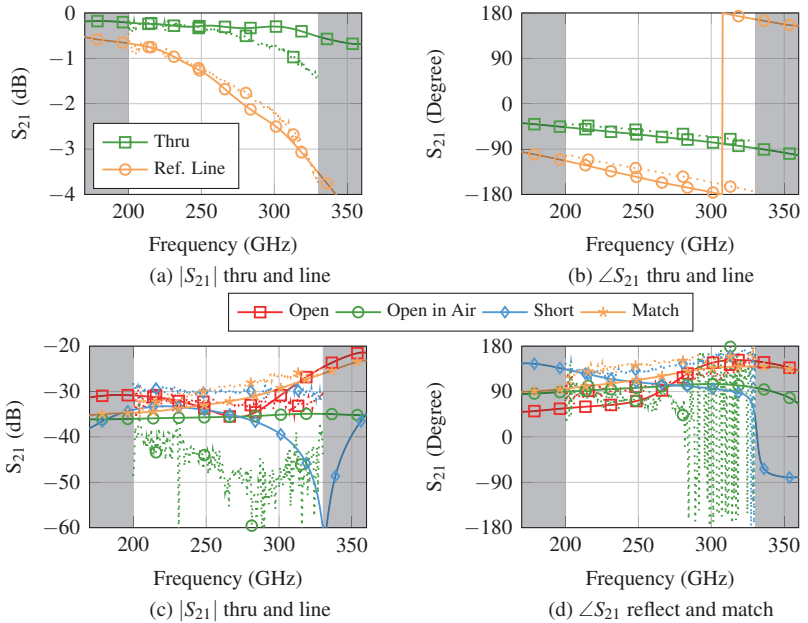 0
−1
−2
−3
−4
S21 (dB)
Thru
Ref. Line
200 250 300 350
Frequency (GHz)
(a) |S21| thru and line
180
90
0
−90
−180
S21 (Degree)
200 250 300 350
Frequency (GHz)
(b) ∠S21 thru and line
Open Open in Air Short Match
−20
−30
−40
−50
−60
S21 (dB)
200 250 300 350
Frequency (GHz)
(c) |S21| thru and line
180
90
0
−90
−180
S21 (Degree)
200 250 300 350
Frequency (GHz)
(d) ∠S21 reflect and match